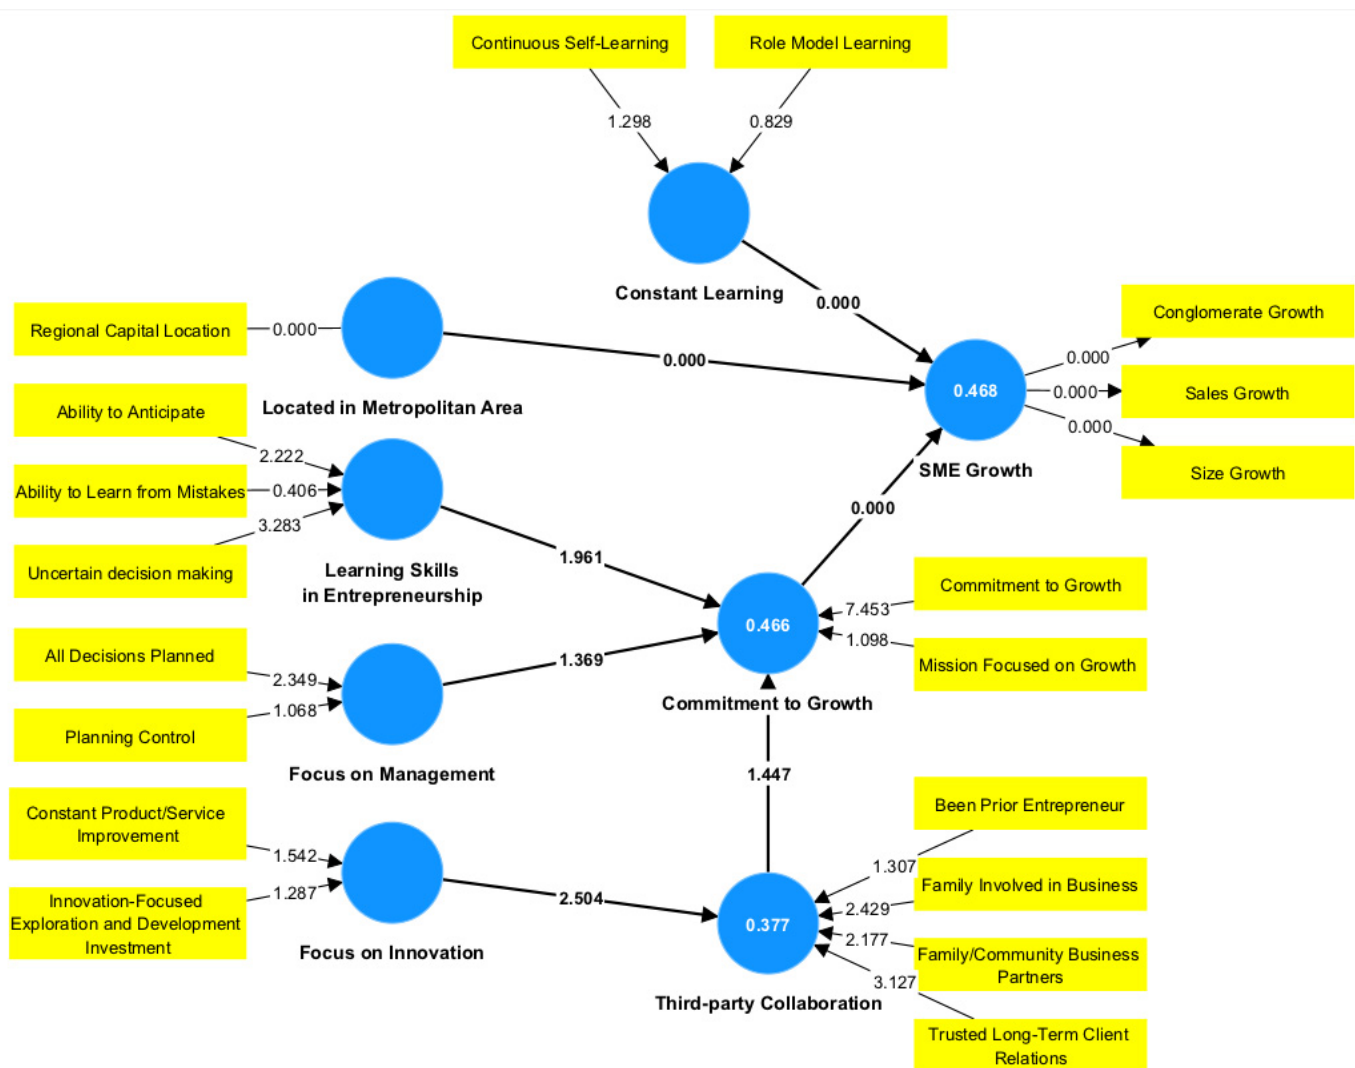 Continuous Self-Learning
Role Model Learning
1.298
0.829
Constant Learning
0.000
Regional Capital Location
0.000
Located in Metropolitan Area
0.000
Conglomerate Growth
0.000
Sales Growth
0.000
Size Growth
0.000
0.468
SME Growth
Ability to Anticipate
2.222
Ability to Learn from Mistakes
0.406
Uncertain decision making
3.283
Learning Skills
in Entrepreneurship
1.961
0.000
All Decisions Planned
2.349
Planning Control
1.068
Focus on Management
1.369
0.466
Commitment to Growth
Commitment to Growth
7.453
Mission Focused on Growth
1.098
1.447
Constant Product/Service
Improvement
1.542
Innovation-Focused
Exploration and Development
Investment
1.287
Focus on Innovation
2.504
0.377
Third-party Collaboration
Been Prior Entrepreneur
1.307
Family Involved in Business
2.429
Family/Community Business
Partners
2.177
Trusted Long-Term Client
Relations
3.127